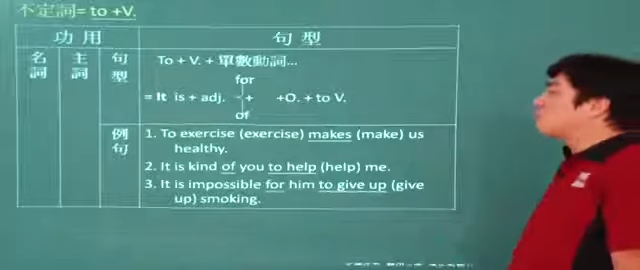 不定詞= to +V.
功用 句型
名詞 主詞 句型 To + V. + 單數動詞...
for
= It is + adj. + +O. + to V.
of
例句 1. To exercise (exercise) makes (make) us
healthy.
2. It is kind of you to help (help) me.
3. It is impossible for him to give up (give
up) smoking.